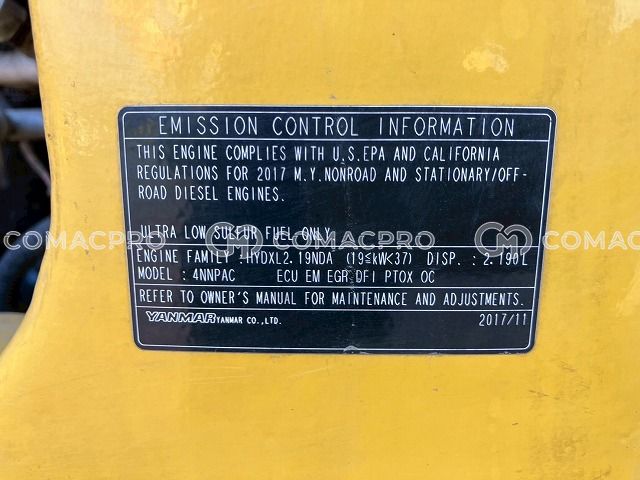 EMISSION CONTROL INFORMATION
THIS ENGINE COMPLIES WITH U.S.EPA AND CALIFORNIA
REGULATIONS FOR 2017 M.Y.NONROAD AND STATIONARY/OFF-
ROAD DIESEL ENGINES.
ULTRA LOW SULFUR FUEL ONLY
COMACPRO COMACPRO COMACPRO
ENGINE FAMILY : HYDXL2.19NDA (19≦kW<37) DISP. : 2.190L
MODEL : 4NNPAC ECU EM EGR DFI PTOX OC
REFER TO OWNER'S MANUAL FOR MAINTENANCE AND ADJUSTMENTS.
YANMAR YANMAR CO.,LTD. 2017/11